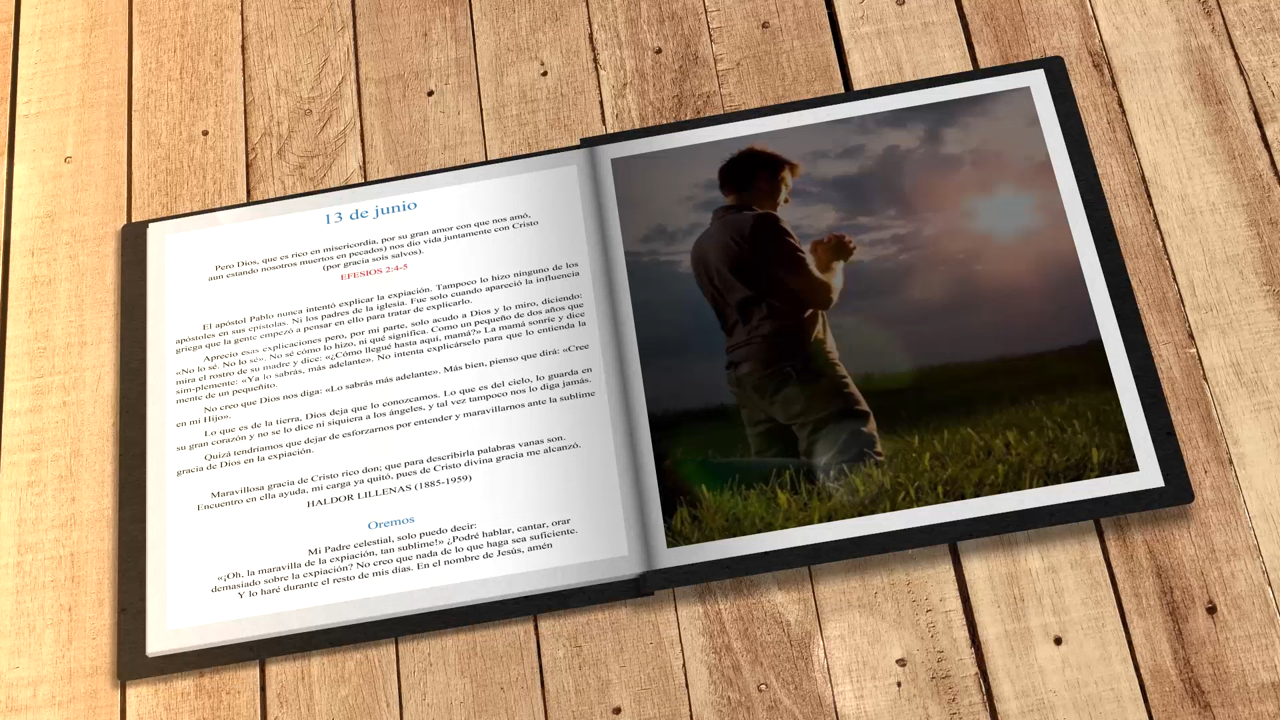 13 de junio
Pero Dios, que es rico en misericordia, por su gran amor con que nos amó,
aun estando nosotros muertos en pecados) nos dio vida juntamente con Cristo
(por gracia sois salvos).
EFESIOS 2:4-5
El apóstol Pablo nunca intentó explicar la expiación. Tampoco lo hizo ninguno de los
apóstoles en sus epístolas. Ni los padres de la iglesia. Fue solo cuando apareció la influencia
griega que la gente empezó a pensar en ello para tratar de explicarlo.
Aprecio esas explicaciones pero, por mi parte, solo acudo a Dios y lo miro, diciendo:
«No lo sé. No lo sé». No sé cómo lo hizo, ni qué significa. Como un pequeño de dos años que
mira el rostro de su madre y dice: «¿Cómo llegué hasta aquí, mamá?» La mamá sonríe y dice
sim-plemente: «Ya lo sabrás, más adelante». No intenta explicárselo para que lo entienda la
mente de un pequeñito.
No creo que Dios nos diga: «Lo sabrás más adelante». Más bien, pienso que dirá: «Cree
en mi Hijo».
Lo que es de la tierra, Dios deja que lo conozcamos. Lo que es del cielo, lo guarda en
su gran corazón y no se lo dice ni siquiera a los ángeles, y tal vez tampoco nos lo diga jamás.
Quizá tendríamos que dejar de esforzarnos por entender y maravillarnos ante la sublime
gracia de Dios en la expiación.
Maravillosa gracia de Cristo rico don; que para describirla palabras vanas son.
Encuentro en ella ayuda, mi carga ya quitó, pues de Cristo divina gracia me alcanzó.
HALDOR LILLENAS (1885-1959)
Oremos
Mi Padre celestial, solo puedo decir:
«¡Oh, la maravilla de la expiación, tan sublime!» ¿Podré hablar, cantar, orar
demasiado sobre la expiación? No creo que nada de lo que haga sea suficiente.
Y lo haré durante el resto de mis días. En el nombre de Jesús, amén